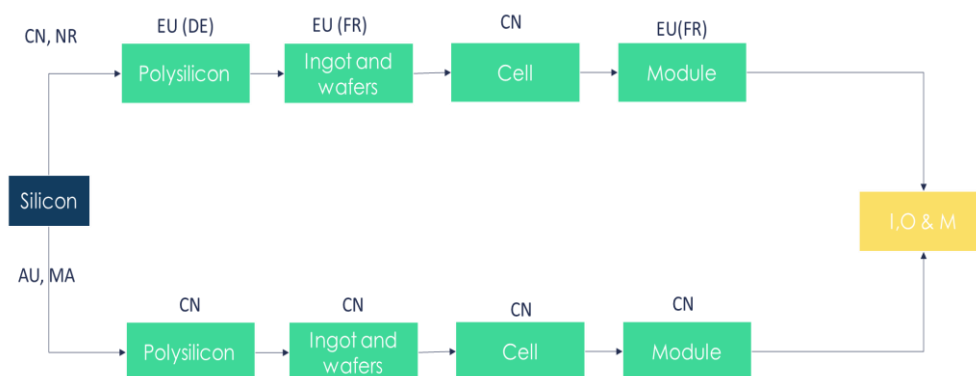 CN, NR
EU (DE)
EU (FR)
CN
EU(FR)
Polysilicon
Ingot and
wafers
Cell
Module
Silicon
I,O & M
AU, MA
CN
CN
CN
CN
Polysilicon
Ingot and
wafers
Cell
Module